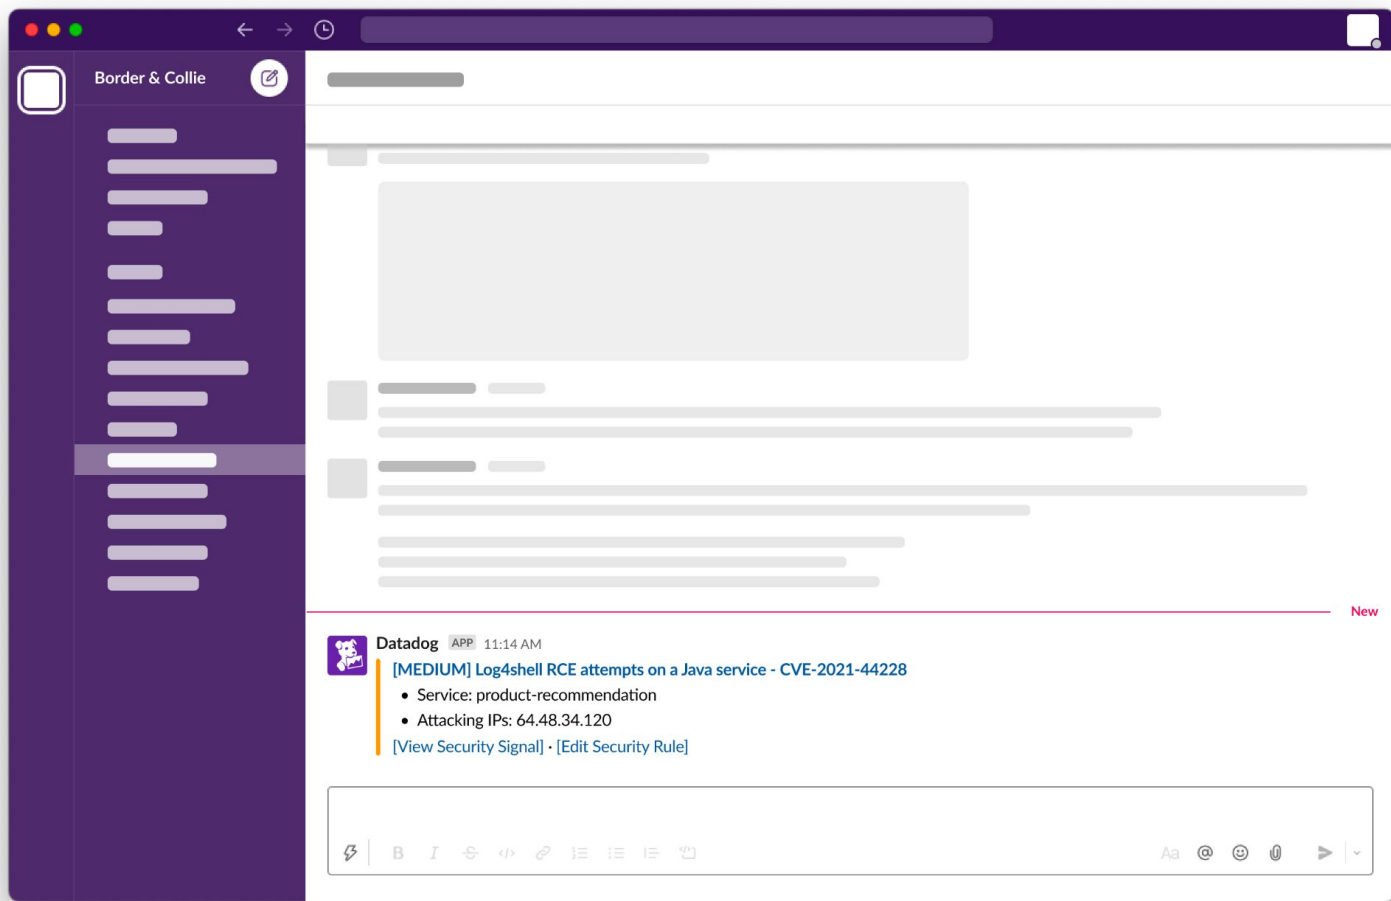 Border & Collie
New
Datadog APP 11:14 AM
[MEDIUM] Log4shell RCE attempts on a Java service - CVE-2021-44228
• Service: product-recommendation
• Attacking IPs: 64.48.34.120
[View Security Signal] · [Edit Security Rule]
B I S </> Aa @